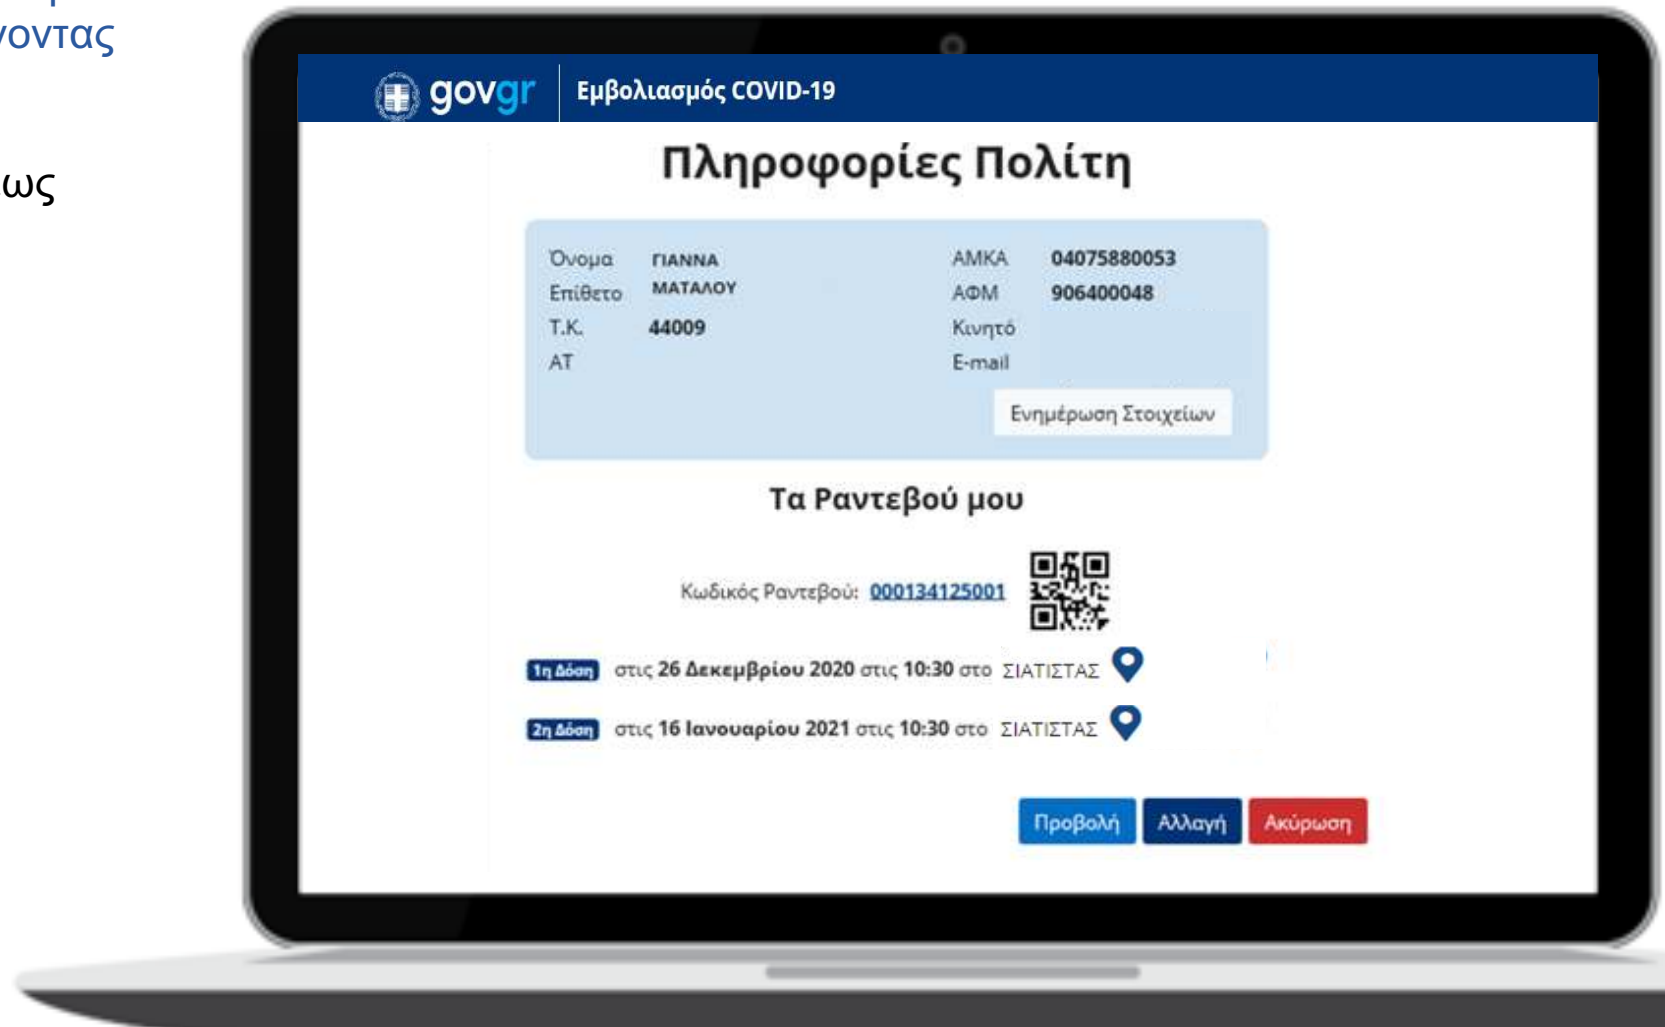 νοντας
ως
govgr Εμβολιασμός COVID-19
Πληροφορίες Πολίτη
Όνομα ΓΙΑΝΝΑ ΑΜΚΑ 04075880053
Επίθετο ΜΑΤΑΛΟΥ ΑΦΜ 906400048
Τ.Κ. 44009 Κινητό
ΑΤ E-mail
Ενημέρωση Στοιχείων
Τα Ραντεβού μου
Κωδικός Ραντεβού: 000134125001
1η Δόση στις 26 Δεκεμβρίου 2020 στις 10:30 στο ΣΙΑΤΙΣΤΑΣ
2η Δόση στις 16 Ιανουαρίου 2021 στις 10:30 στο ΣΙΑΤΙΣΤΑΣ
Προβολή Αλλαγή Ακύρωση